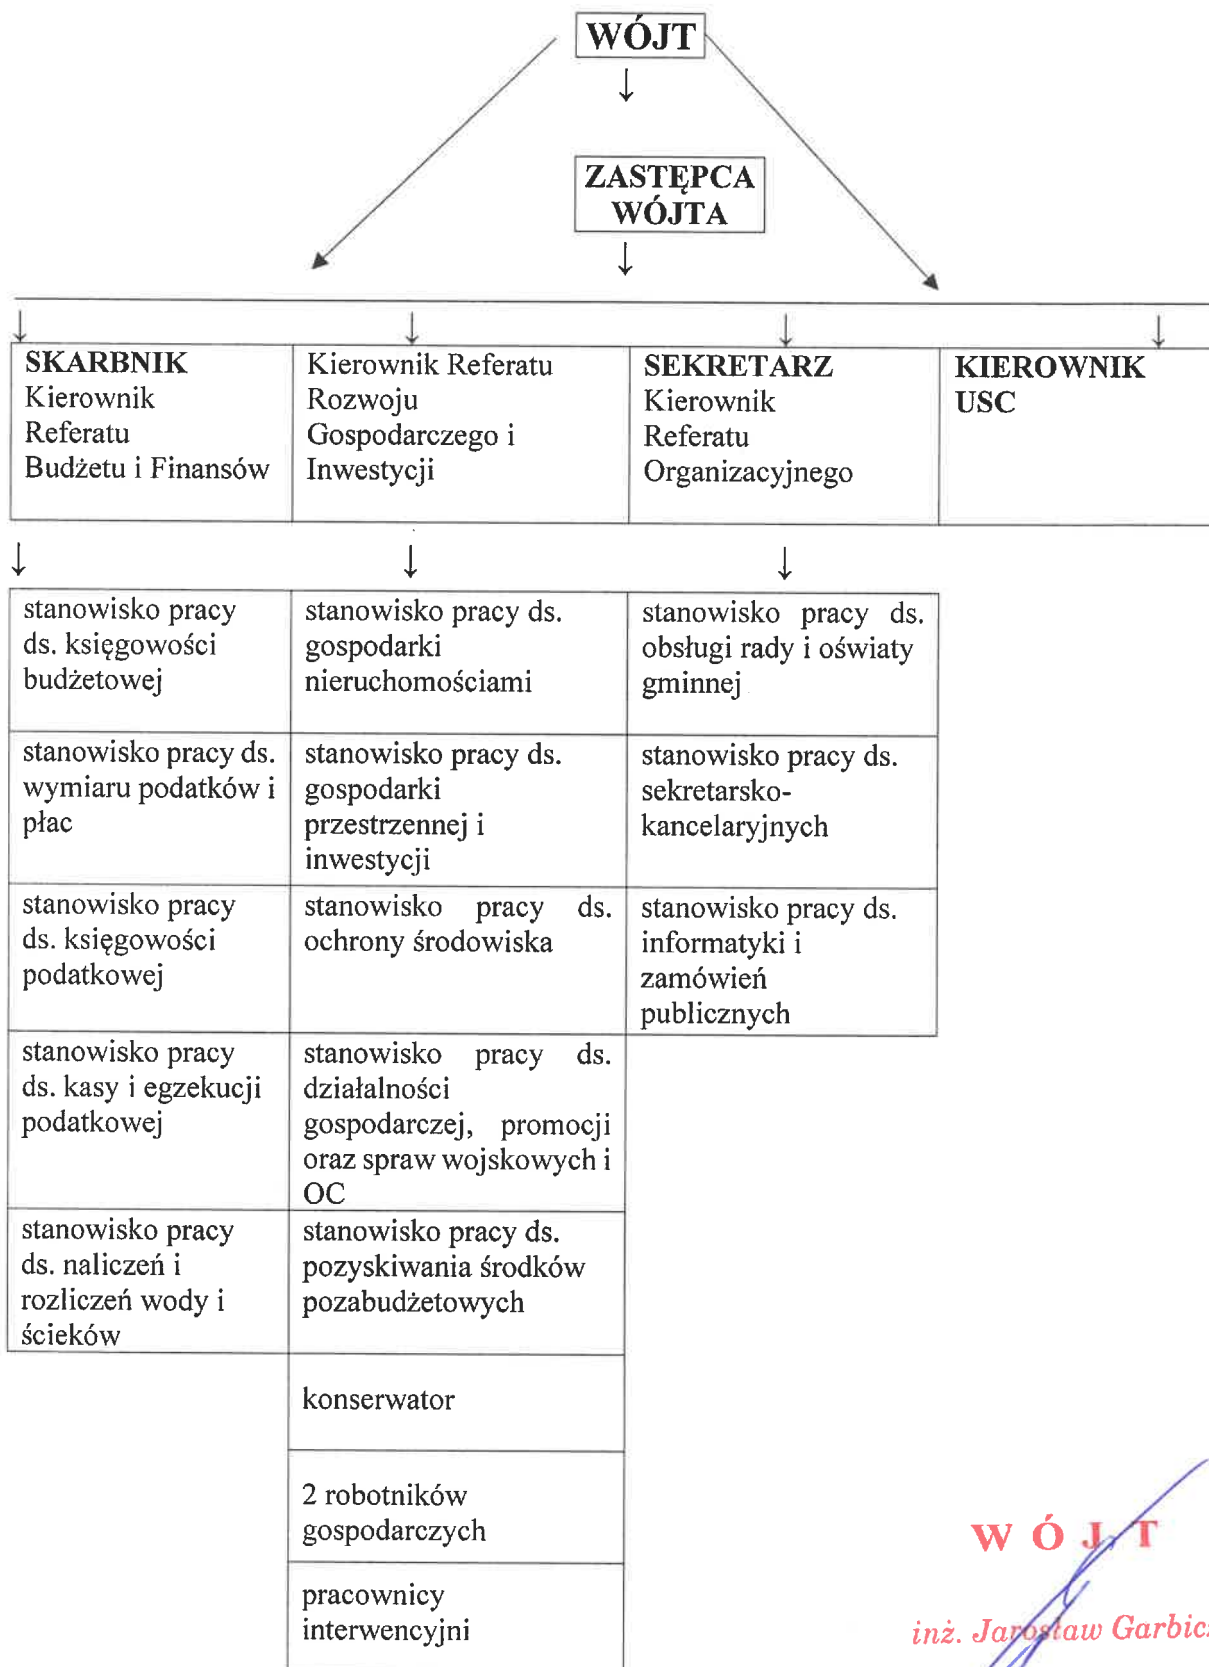 WÓJT
ZASTĘPCA
WÓJTA
SKARBNIK
Kierownik
Referatu
Budżetu i Finansów
Kierownik Referatu
Rozwoju
Gospodarczego i
Inwestycji
SEKRETARZ
Kierownik
Referatu
Organizacyjnego
KIEROWNIK
USC
stanowisko pracy
ds. księgowości
budżetowej
stanowisko pracy ds.
gospodarki
nieruchomościami
stanowisko pracy ds.
obsługi rady i oświaty
gminnej
stanowisko pracy ds.
wymiaru podatków i
płac
stanowisko pracy ds.
gospodarki
przestrzennej i
inwestycji
stanowisko pracy ds.
sekretarsko-
kancelaryjnych
stanowisko pracy
ds. księgowości
podatkowej
stanowisko pracy ds.
ochrony środowiska
stanowisko pracy ds.
informatyki i
zamówień
publicznych
stanowisko pracy
ds. kasy i egzekucji
podatkowej
stanowisko pracy ds.
działalności
gospodarczej, promocji
oraz spraw wojskowych i
OC
stanowisko pracy
ds. naliczeń i
rozliczeń wody i
ścieków
stanowisko pracy ds.
pozyskiwania środków
pozabudżetowych
konserwator
2 robotników
gospodarczych
pracownicy
interwencyjni
WÓJT
inż. Jarosław